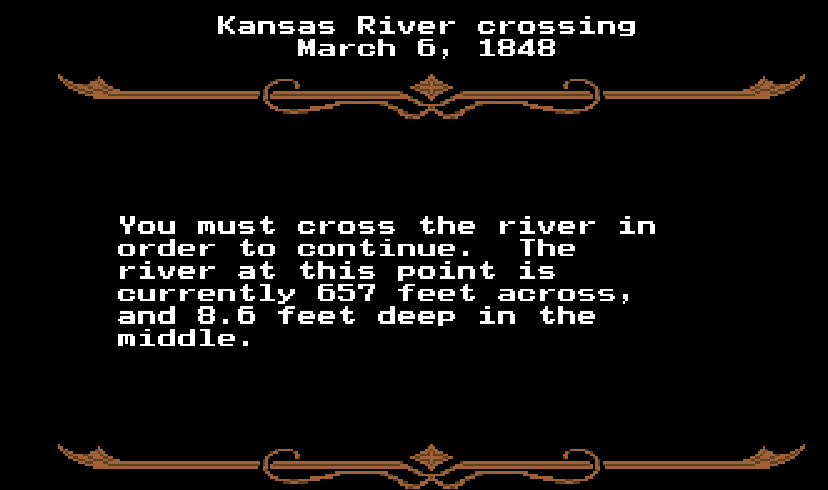 Kansas River crossing
March 6, 1848
You must cross the river in
order to continue.  The
river at this point is
currently 657 feet across,
and 8.6 feet deep in the
middle.